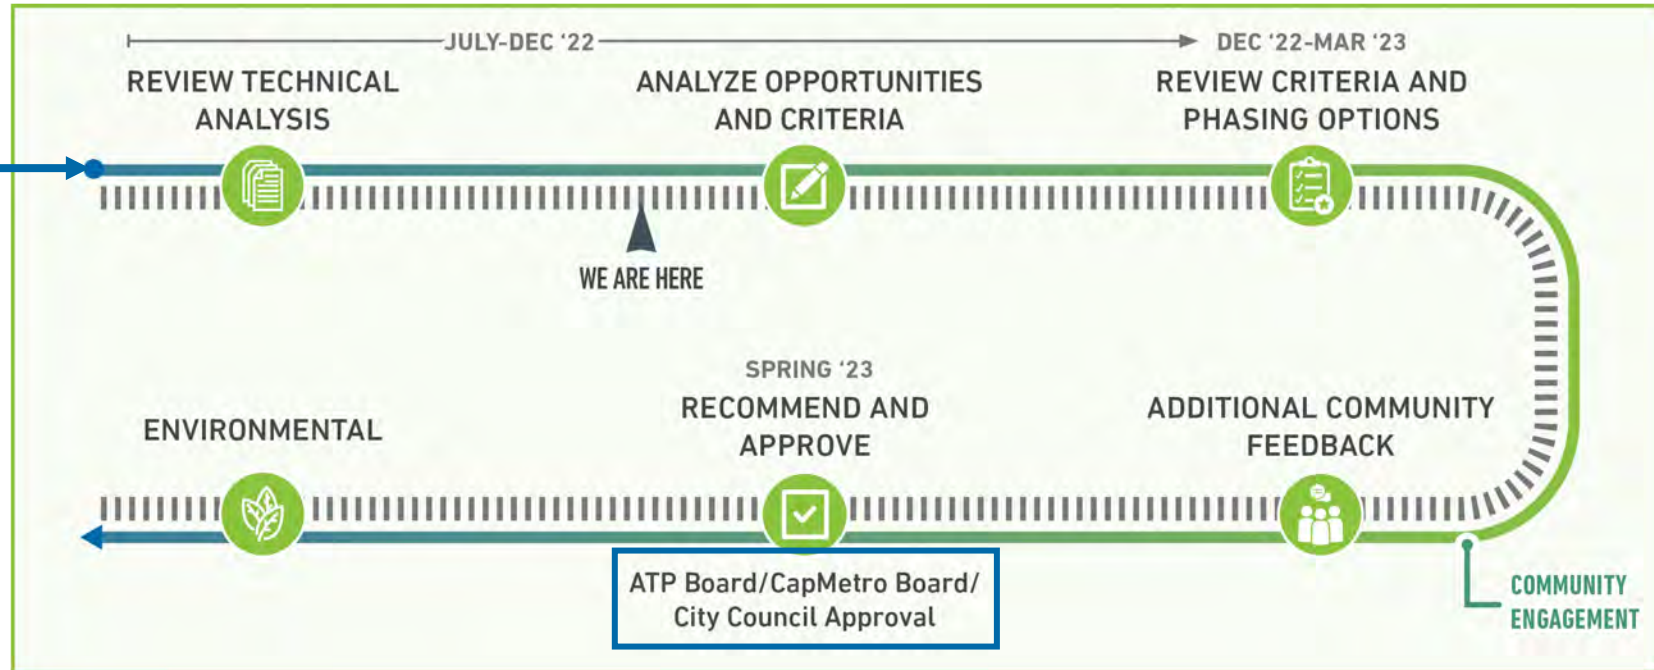 JULY-DEC ‘22
DEC ‘22-MAR ‘23
REVIEW TECHNICAL
ANALYSIS
ANALYZE OPPORTUNITIES
AND CRITERIA
REVIEW CRITERIA AND
PHASING OPTIONS
WE ARE HERE
SPRING ‘23
ENVIRONMENTAL
RECOMMEND AND
APPROVE
ADDITIONAL COMMUNITY
FEEDBACK
ATP Board/CapMetro Board/
City Council Approval
COMMUNITY
ENGAGEMENT